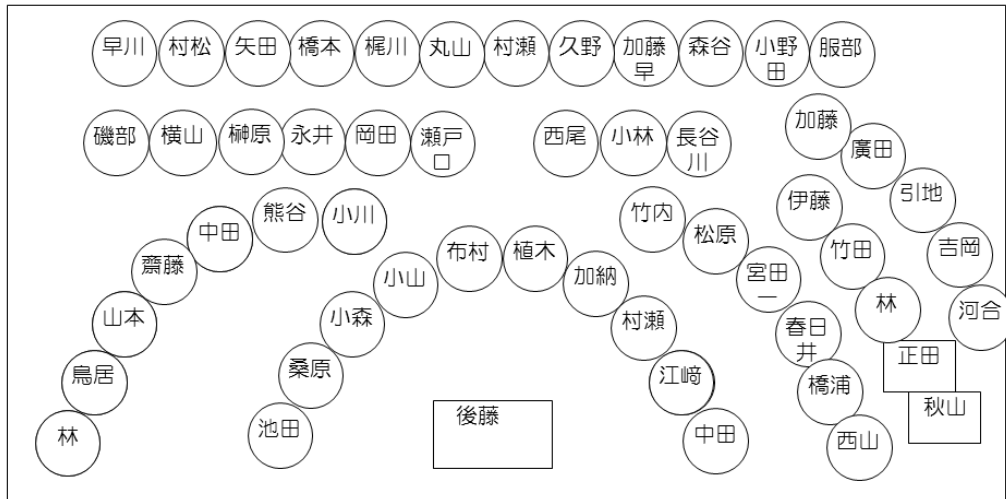 早川 村松 矢田 橋本 梶川 丸山 村瀬 久野 加藤早 森谷 小野田 服部
磯部 横山 榊原 永井 岡田 瀬戸口 西尾 小林 長谷川 加藤 廣田 引地 吉岡 河合
中田 熊谷 小川 竹内 松原 宮田一 春日井 橋浦 西山
伊藤 竹田 林
齋藤
山本
鳥居
林
布村 植木
小山 加納
小森 村瀬
桑原 江﨑
池田 中田
後藤
正田
秋山